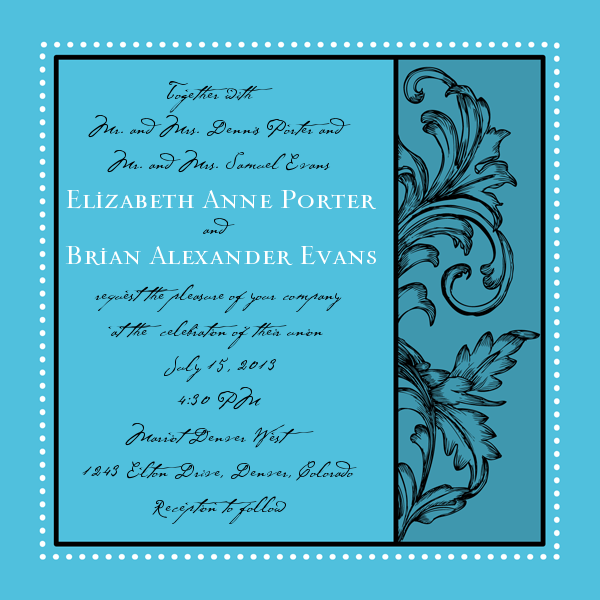 Together with
Mr. and Mrs. Dennis Porter and
Mr. and Mrs. Samuel Evans
Elizabeth Anne Porter
and
Brian Alexander Evans
request the pleasure of your company
at the celebration of their union
July 15, 2013
4:30 PM
Mariot Denver West
1243 Elton Drive, Denver, Colorado
Reception to follow